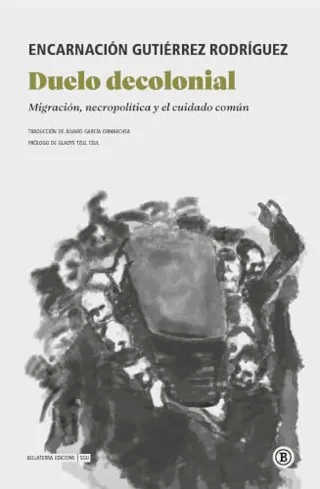 ENCARNACIÓN GUTIÉRREZ RODRÍGUEZ
Duelo decolonial
Migración, necropolítica y el cuidado común
TRADUCCIÓN DE ÁLVARO GARCÍA ORMAECHEA
PRÓLOGO DE GLADYS TZUL TZUL
BELLATERRA EDICIONS SGU
B